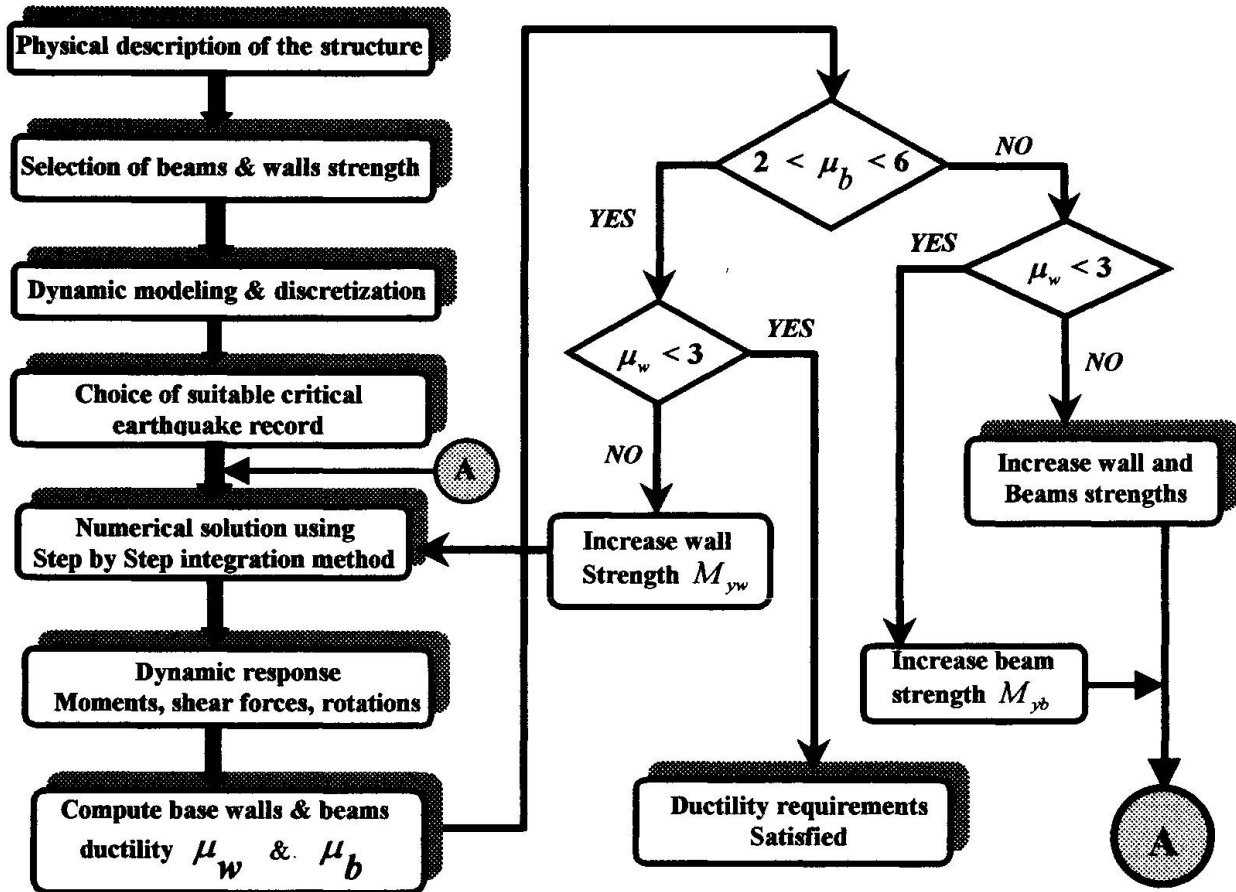 Physical description of the structure
Selection of beams & walls strength
Dynamic modeling & discretization
Choice of suitable critical
earthquake record
A
Numerical solution using
Step by Step integration method
Dynamic response
Moments, shear forces, rotations
Compute base walls & beams
ductility μw &. μb
2 < μb < 6
YES
NO
μw < 3
YES
NO
Increase wall
Strength Myw
Ductility requirements
Satisfied
μw < 3
YES
NO
Increase wall and
Beams strengths
Increase beam
strength Myb
A